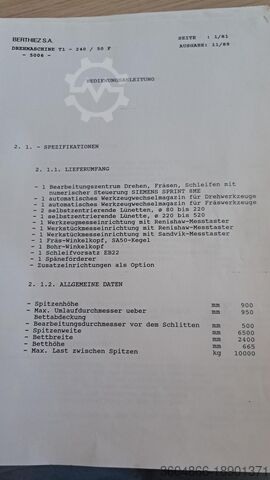 BERTHIEZ S.A.
SEITE : 1/81
DREHMASCHINE T1 - 240 / 50 F
AUSGABE: 11/89
- 5006 -
BEDIENUNGSANLEITUNG
2. 1. - SPEZIFIKATIONEN
2. 1.1. LIEFERUMFANG
- 1 Bearbeitungszentrum Drehen, Fräsen, Schleifen mit
numerischer Steuerung SIEMENS SPRINT 8ME
- 1 automatisches Werkzeugwechselmagazin für Drehwerkzeuge
- 1 automatisches Werkzeugwechselmagazin für Fräswerkzeuge
- 2 selbstzentrierende Lünetten, ø 80 bis 220
- 1 selbstzentrierende Lünette, ø 220 bis 520
- 1 Werkzeugmesseinrichtung mit Renishaw-Messtaster
- 1 Werkstückmesseinrichtung mit Renishaw-Messtaster
- 1 Werkstückmesseinrichtung mit Sandvik-Messtaster
- 1 Fräs-Winkelkopf, SA50-Kegel
- 1 Bohr-Winkelkopf
- 1 Schleifvorsatz EB22
- 1 Späneförderer
- Zusatzeinrichtungen als Option
2. 1.2. ALLGEMEINE DATEN
- Spitzenhöhe mm 900
- Max. Umlaufdurchmesser ueber mm 950
Bettabdeckung
- Bearbeitungsdurchmesser vor dem Schlitten mm 500
- Spitzenweite mm 6500
- Bettbreite mm 2400
- Betthöhe mm 665
- Max. Last zwischen Spitzen kg 10000
9604866-18901371